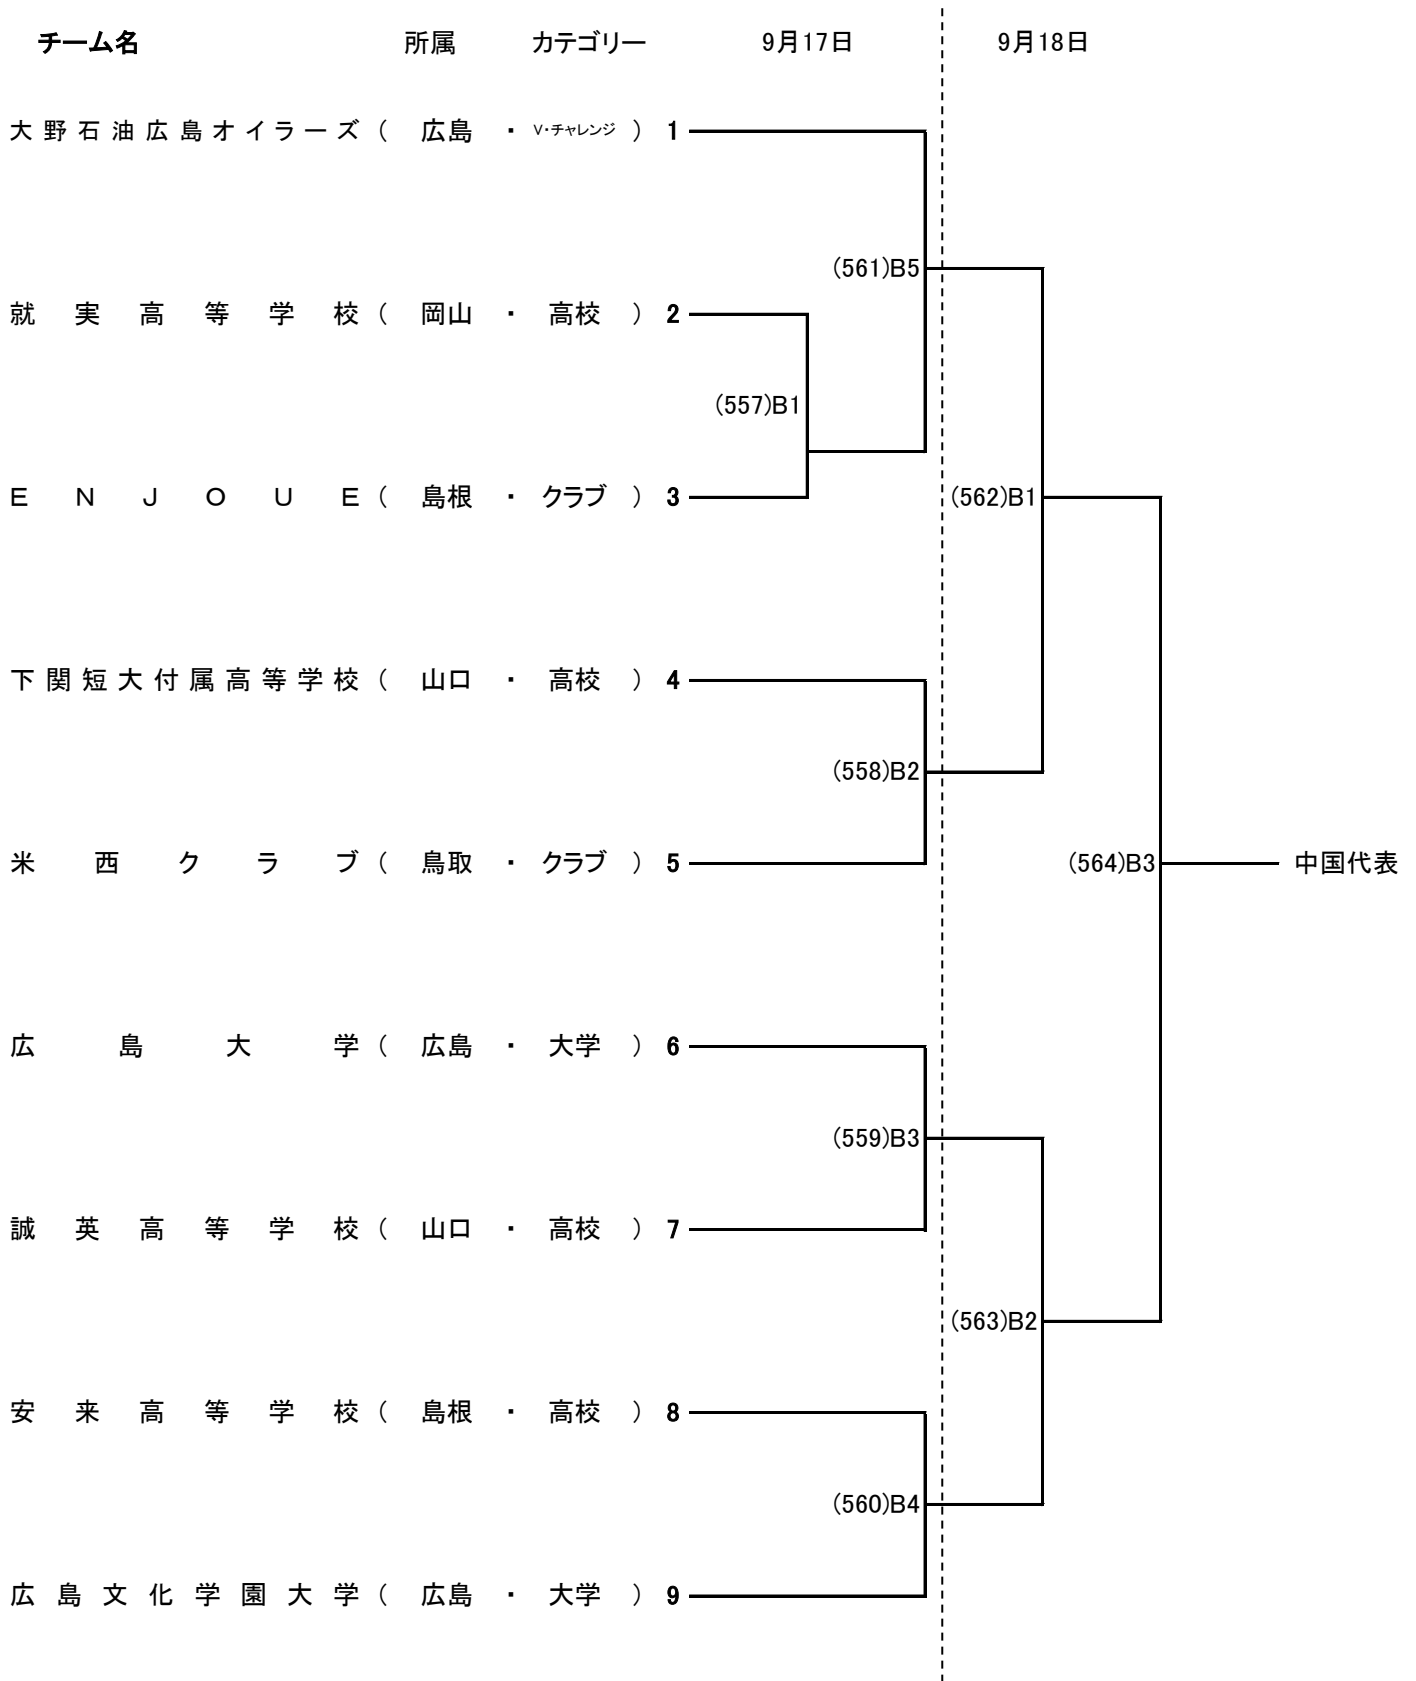 チーム名 所属 カテゴリー 9月17日 9月18日
大野石油広島オイラーズ ( 広島 ・ V・チャレンジ ) 1
(561)B5
就実高等学校 ( 岡山 ・ 高校 ) 2
(557)B1
ENJOUE ( 島根 ・ クラブ ) 3 (562)B1
下関短大付属高等学校 ( 山口 ・ 高校 ) 4
(558)B2
米西クラブ ( 鳥取 ・ クラブ ) 5 (564)B3 中国代表
広島大学 ( 広島 ・ 大学 ) 6
(559)B3
誠英高等学校 ( 山口 ・ 高校 ) 7
(563)B2
安来高等学校 ( 島根 ・ 高校 ) 8
(560)B4
広島文化学園大学 ( 広島 ・ 大学 ) 9